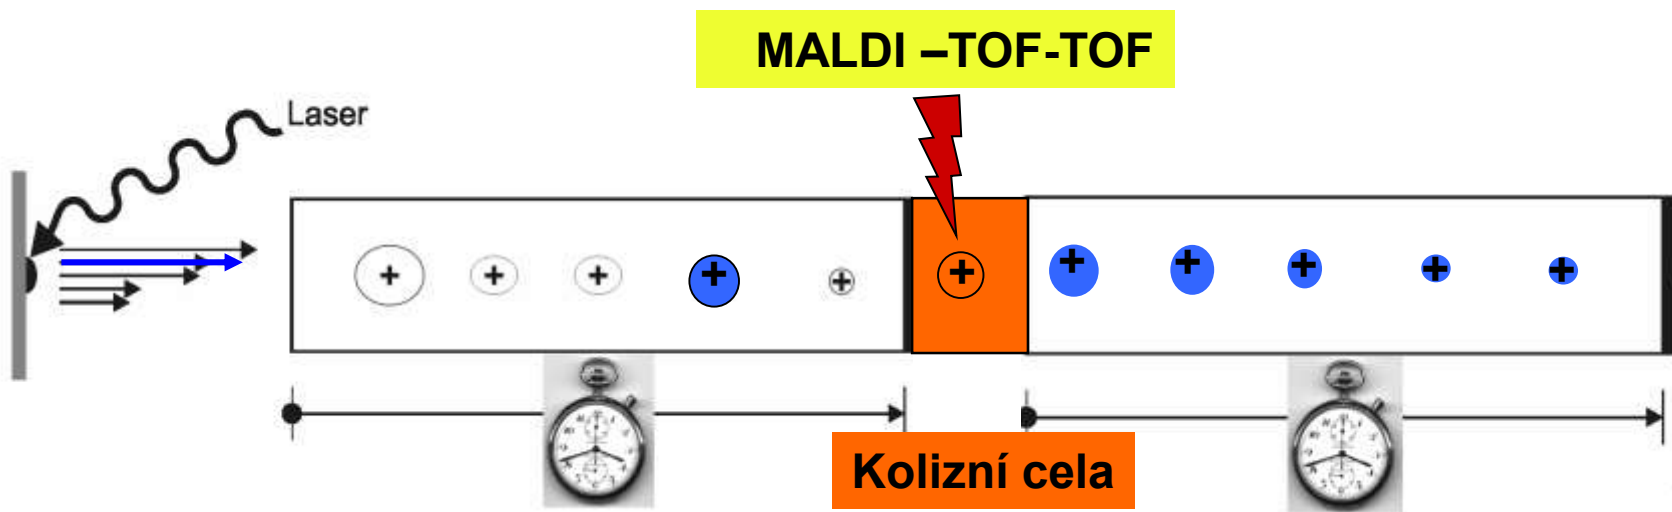 MALDI –TOF-TOF
Laser
+ + + + + + + + + + +
Kolizní cela